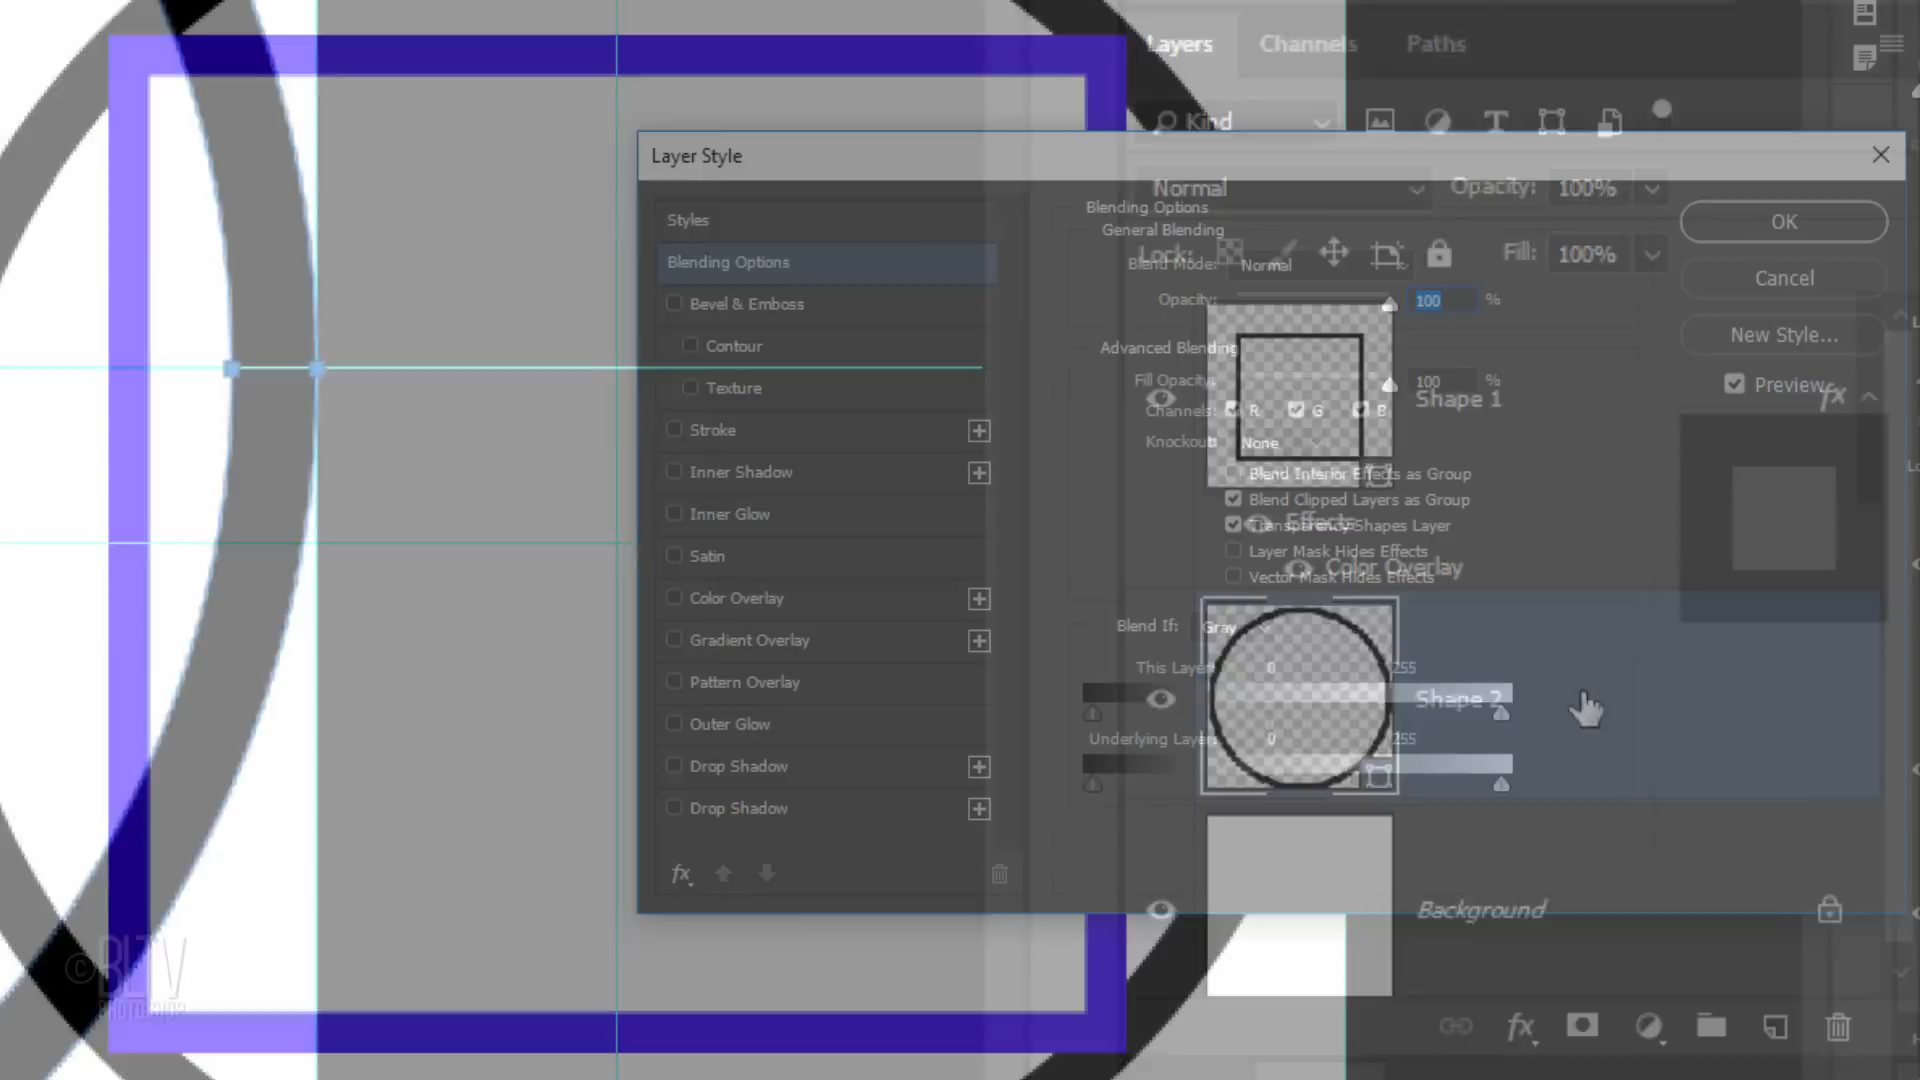 Layers Channels Paths
Kind
Layer Style
Normal Opacity: 100%
Styles
Blending Options
General Blending
OK
Lock: Fill: 100%
Blending Options
Blend Mode: Normal
Cancel
Bevel & Emboss
Opacity: 100 %
New Style...
Contour
Advanced Blending
Texture
Fill Opacity: 100 %
Preview
fx
Shape 1
Channels: R G B
Stroke
Knockout: None
Inner Shadow
Blend Interior Effects as Group
Blend Clipped Layers as Group
Inner Glow
Effects
Transparency Shapes Layer
Satin
Layer Mask Hides Effects
Color Overlay
Vector Mask Hides Effects
Color Overlay
Blend If: Gray
Gradient Overlay
This Layer: 0 255
Pattern Overlay
Shape 2
Outer Glow
Underlying Layer: 0 255
Drop Shadow
Drop Shadow
fx
Background
© BLTV
PHOTOSHOP
fx